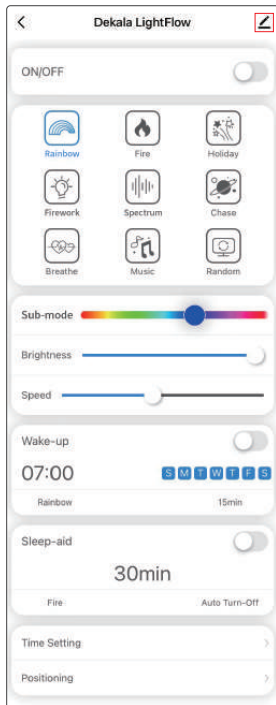 Dekala LightFlow
ON/OFF
Rainbow Fire Holiday
Firework Spectrum Chase
Breathe Music Random
Sub-mode
Brightness
Speed
Wake-up
07:00 S M T W T F S
Rainbow 15min
Sleep-aid
30min
Fire Auto Turn-Off
Time Setting
Positioning